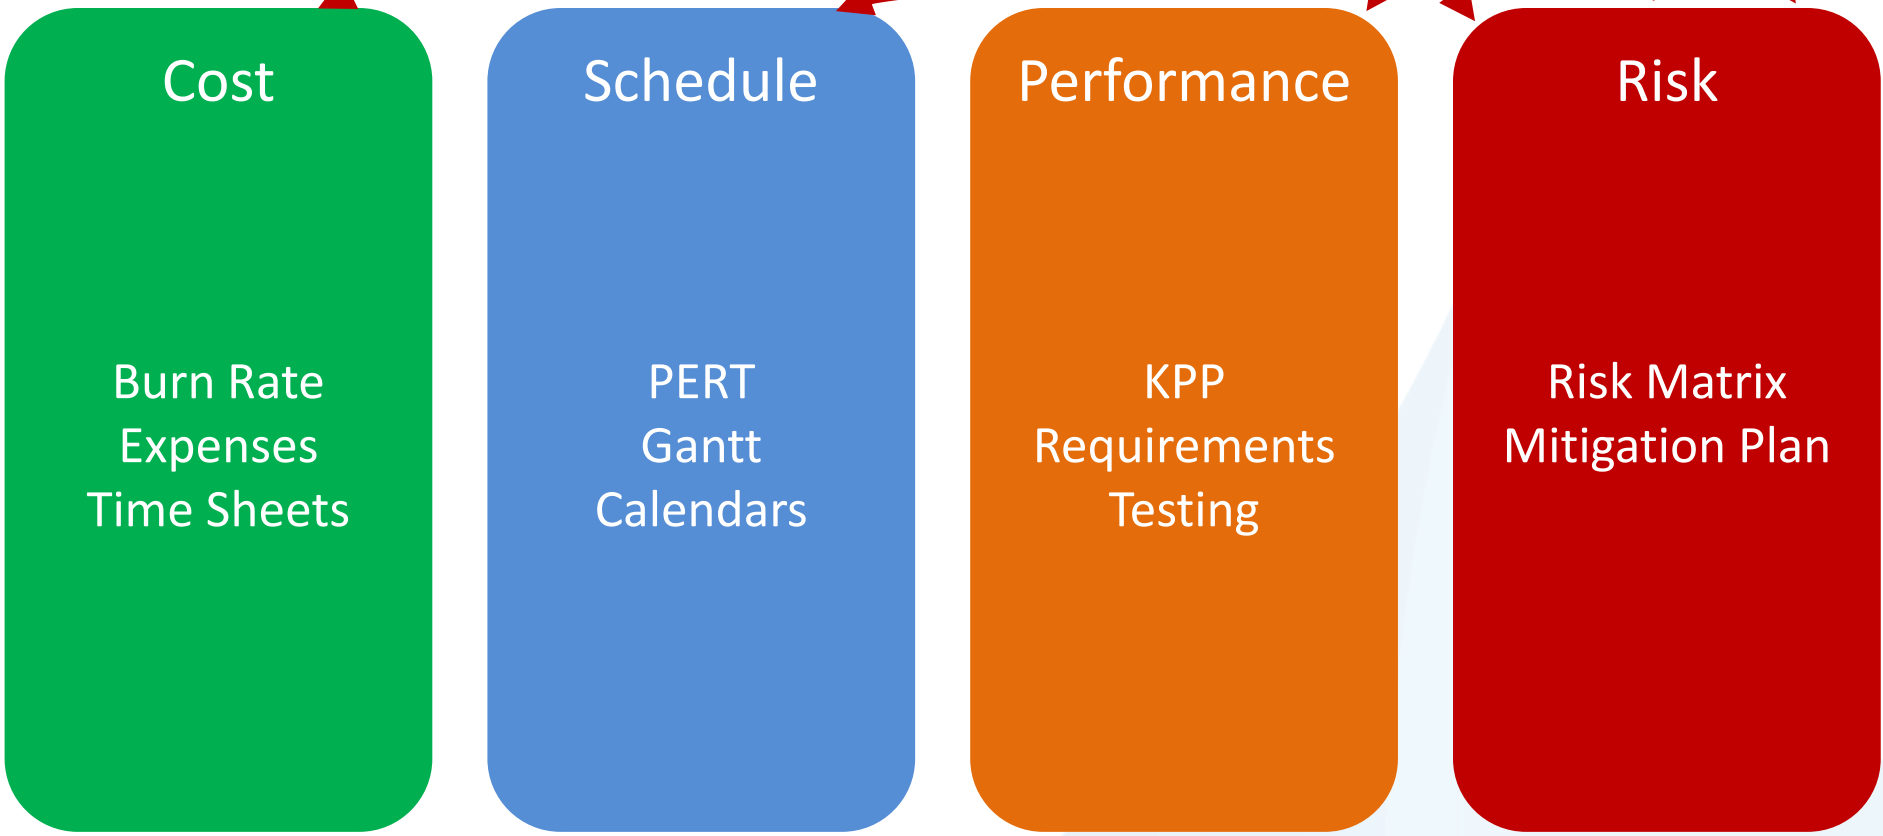 Cost
Burn Rate
Expenses
Time Sheets
Schedule
PERT
Gantt
Calendars
Performance
KPP
Requirements
Testing
Risk
Risk Matrix
Mitigation Plan